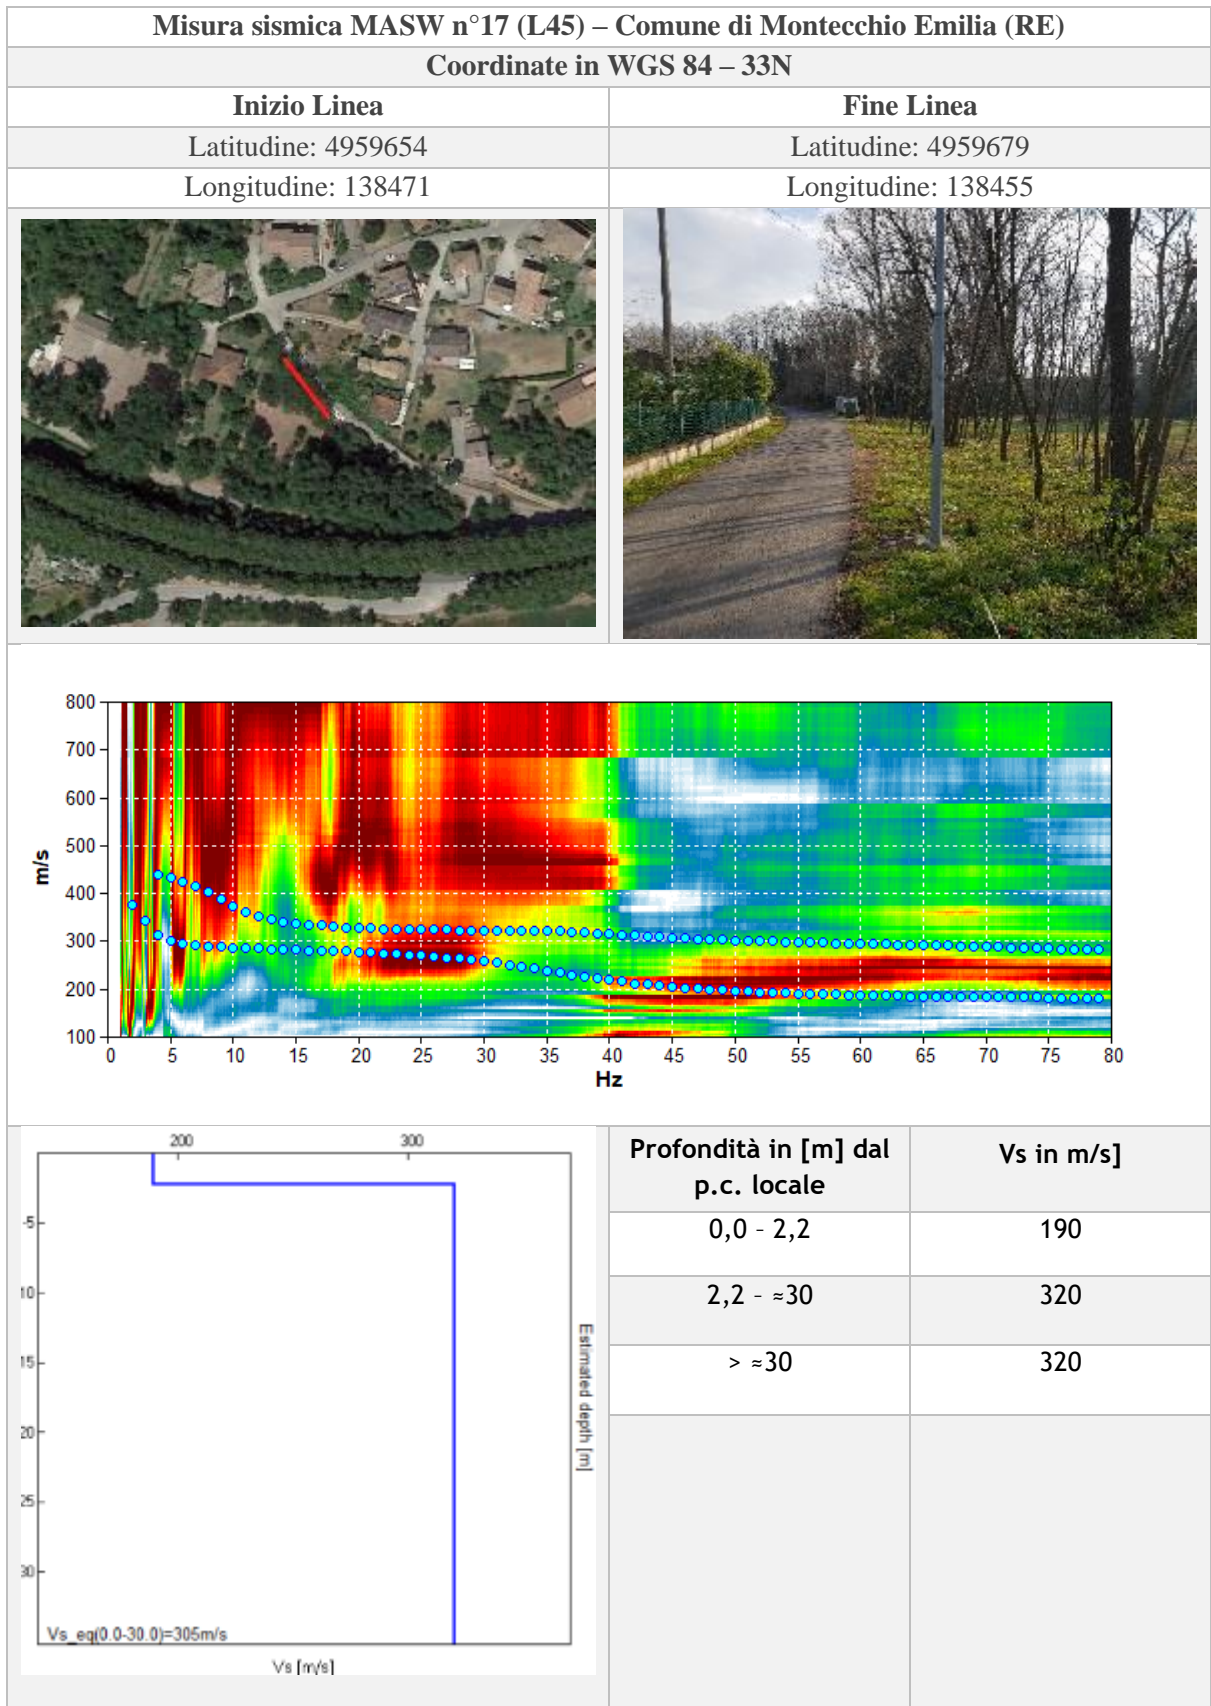 Misura sismica MASW n°17 (L45) – Comune di Montecchio Emilia (RE)
Coordinate in WGS 84 – 33N
Inizio Linea
Fine Linea
Latitudine: 4959654
Latitudine: 4959679
Longitudine: 138471
Longitudine: 138455
800
700
600
500
400
300
200
100
m/s
0 5 10 15 20 25 30 35 40 45 50 55 60 65 70 75 80
Hz
200 300
-5
10
15
20
25
30
Estimated depth [m]
Vs_eq(0.0-30.0)=305m/s
Vs [m/s]
Profondità in [m] dal
p.c. locale
Vs in m/s]
0,0 – 2,2
190
2,2 – ≈30
320
> ≈30
320